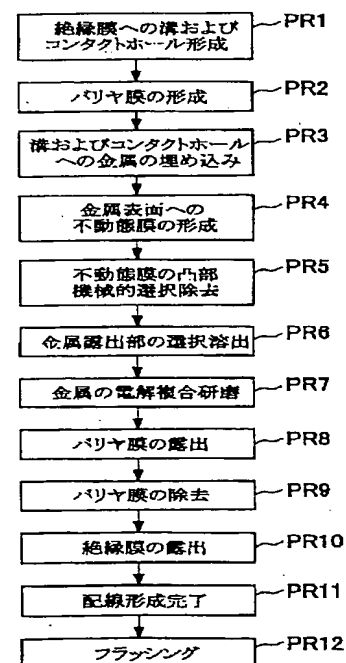 絶縁膜への溝および
コンタクトホール形成
PR1
バリヤ膜の形成
PR2
溝およびコンタクトホール
への金属の埋め込み
PR3
金属表面への
不動態膜の形成
PR4
不動態膜の凸部
機械的選択除去
PR5
金属露出部の選択溶出
PR6
金属の電解複合研磨
PR7
バリヤ膜の露出
PR8
バリヤ膜の除去
PR9
絶縁膜の露出
PR10
配線形成完了
PR11
フラッシング
PR12